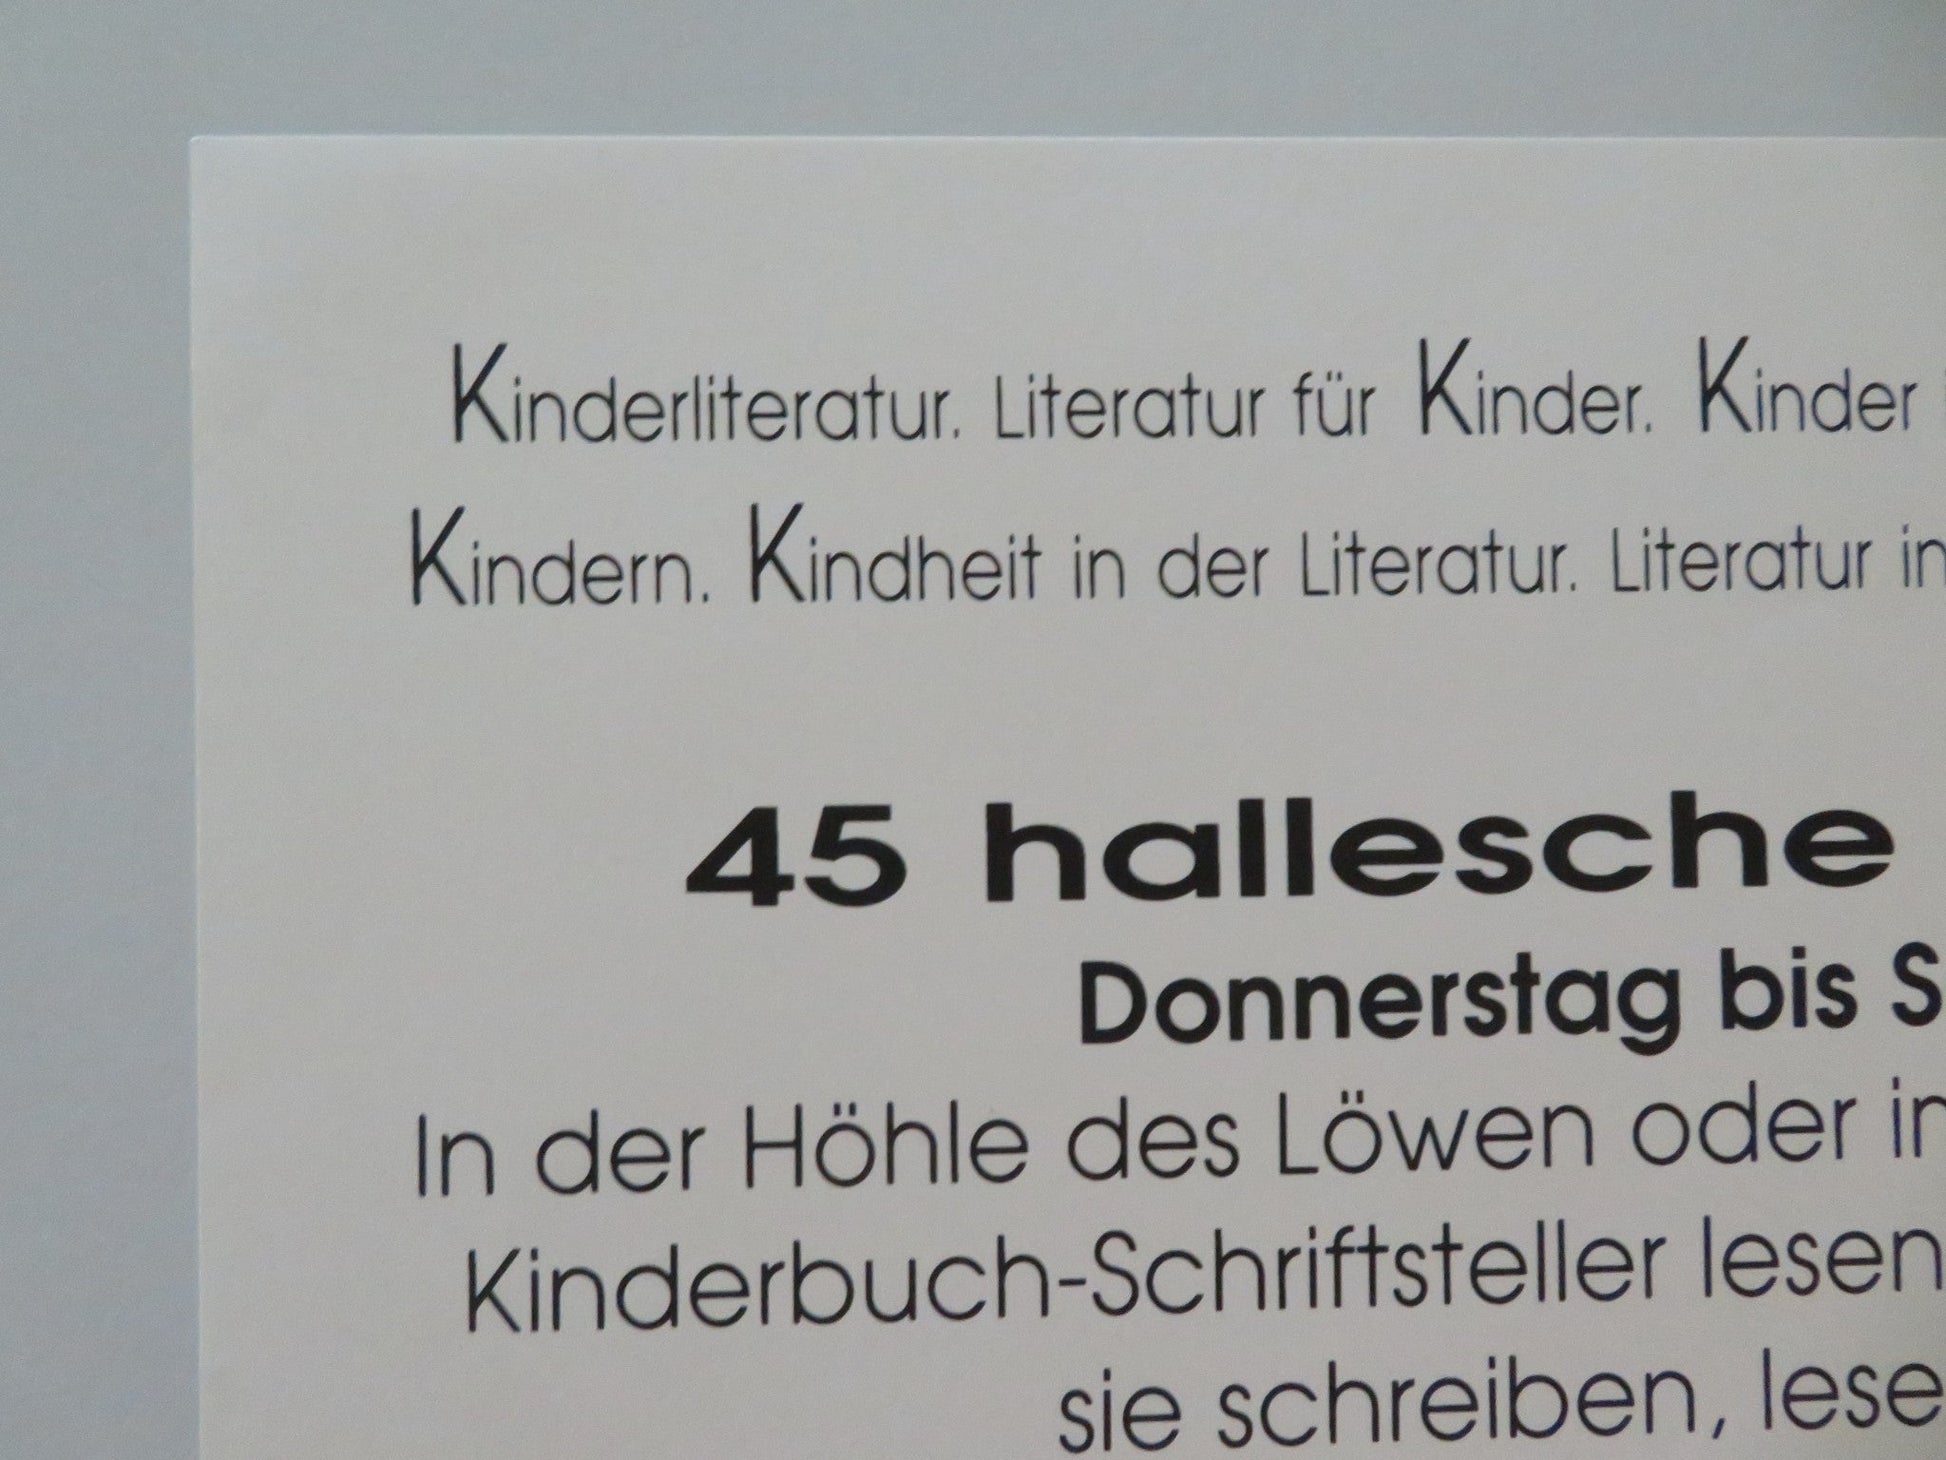 Kinderliteratur. Literatur für Kinder. Kinder
Kindern. Kindheit in der Literatur. Literatur in
45 hallesche
Donnerstag bis S
In der Höhle des Löwen oder in
Kinderbuch-Schriftsteller lesen
sie schreiben, lese